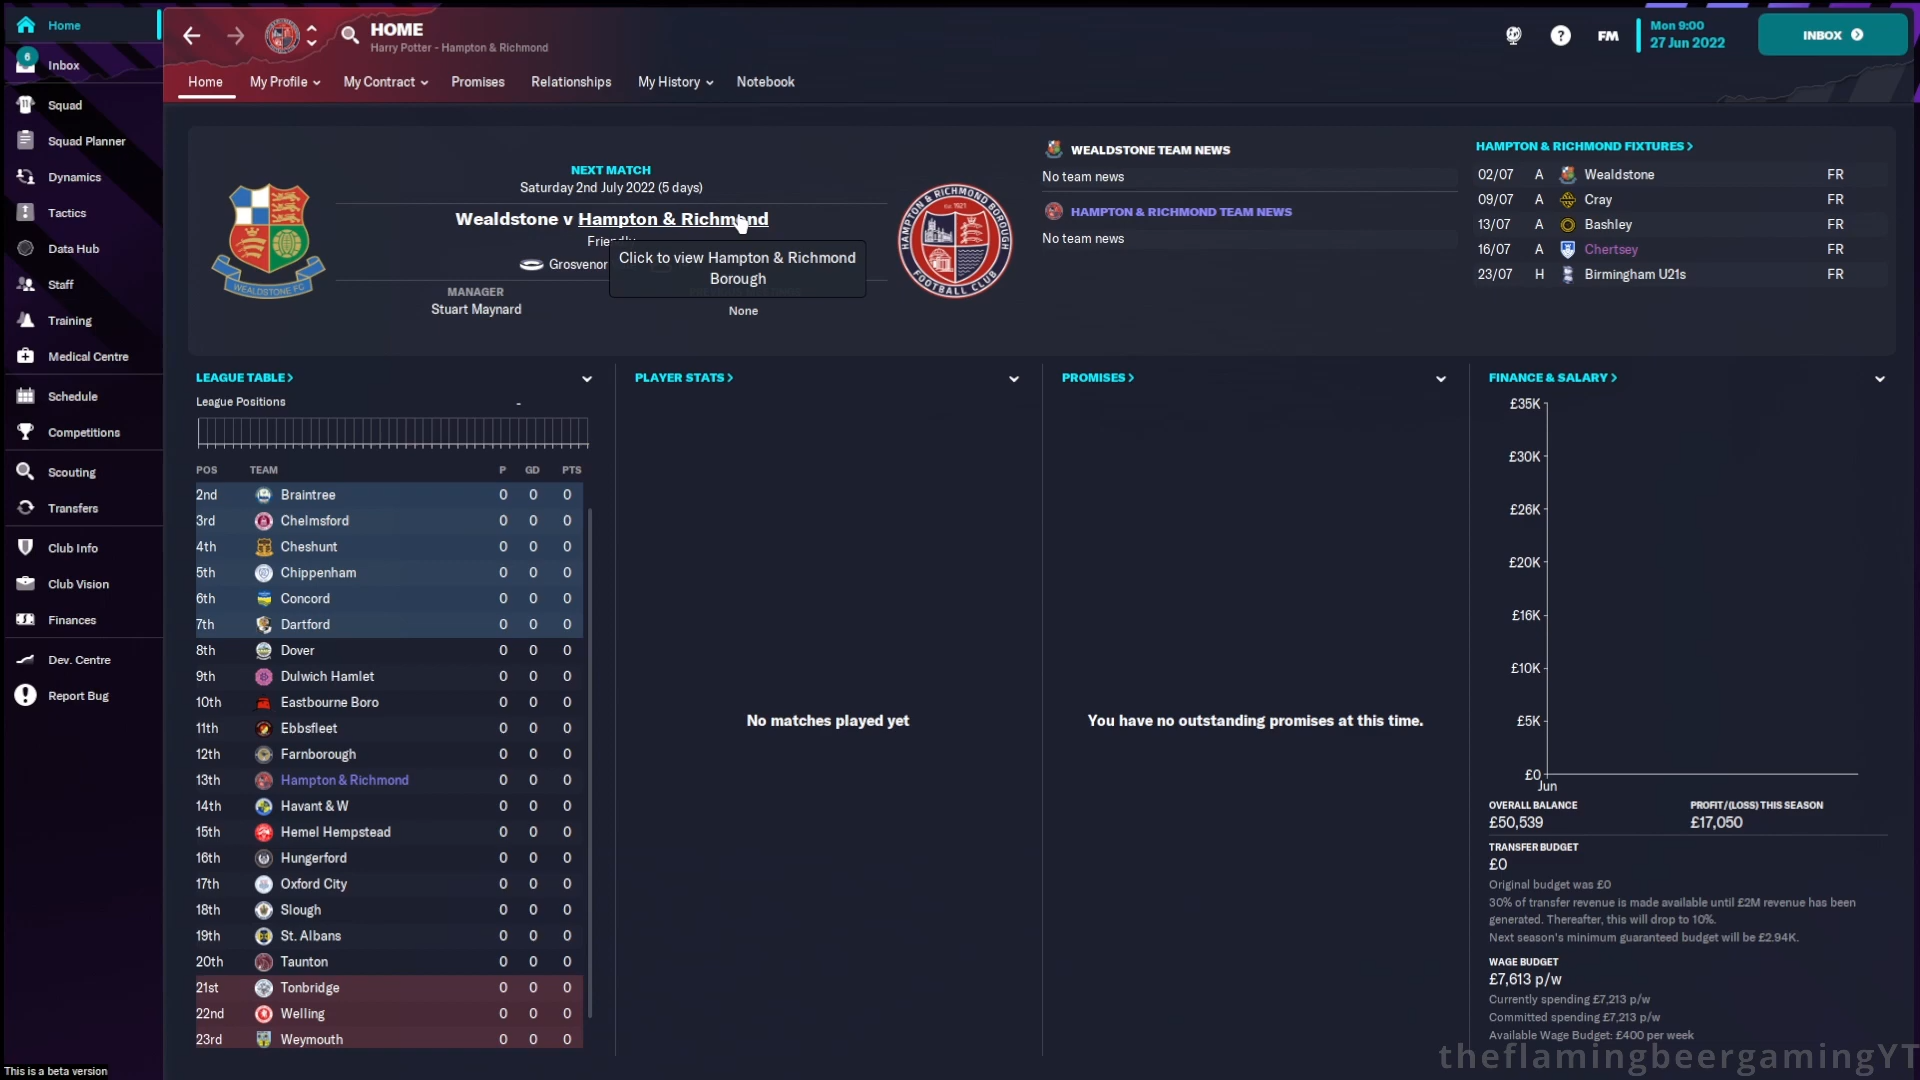 Home
Inbox
6
Squad
Squad Planner
Dynamics
Tactics
Data Hub
Staff
Training
Medical Centre
Schedule
Competitions
Scouting
Transfers
Club Info
Club Vision
Finances
Dev. Centre
Report Bug
This is a beta version
HOME
Harry Potter - Hampton & Richmond
FM
Mon 9:00
27 Jun 2022
INBOX
Home My Profile My Contract Promises Relationships My History Notebook
NEXT MATCH
Saturday 2nd July 2022 (5 days)
Wealdstone v Hampton & Richmond
Grosvenor
Click to view Hampton & Richmond
Borough
MANAGER
Stuart Maynard
None
WEALDSTONE FC
HAMPTON & RICHMOND BOROUGH
FOOTBALL CLUB
WEALDSTONE TEAM NEWS
No team news
HAMPTON & RICHMOND TEAM NEWS
No team news
HAMPTON & RICHMOND FIXTURES >
02/07 A Wealdstone FR
09/07 A Cray FR
13/07 A Bashley FR
16/07 A Chertsey FR
23/07 H Birmingham U21s FR
LEAGUE TABLE >
League Positions -
POS TEAM P GD PTS
2nd Braintree 0 0 0
3rd Chelmsford 0 0 0
4th Cheshunt 0 0 0
5th Chippenham 0 0 0
6th Concord 0 0 0
7th Dartford 0 0 0
8th Dover 0 0 0
9th Dulwich Hamlet 0 0 0
10th Eastbourne Boro 0 0 0
11th Ebbsfleet 0 0 0
12th Farnborough 0 0 0
13th Hampton & Richmond 0 0 0
14th Havant & W 0 0 0
15th Hemel Hempstead 0 0 0
16th Hungerford 0 0 0
17th Oxford City 0 0 0
18th Slough 0 0 0
19th St. Albans 0 0 0
20th Taunton 0 0 0
21st Tonbridge 0 0 0
22nd Welling 0 0 0
23rd Weymouth 0 0 0
PLAYER STATS >
No matches played yet
PROMISES >
You have no outstanding promises at this time.
FINANCE & SALARY >
£35K
£30K
£26K
£20K
£16K
£10K
£5K
£0
Jun
OVERALL BALANCE PROFIT/(LOSS) THIS SEASON
£50,539 £17,050
TRANSFER BUDGET
£0
Original budget was £0
30% of transfer revenue is made available until £2M revenue has been
generated. Thereafter, this will drop to 10%.
Next season's minimum guaranteed budget will be £2.94K.
WAGE BUDGET
£7,613 p/w
Currently spending £7,213 p/w
Committed spending £7,213 p/w
Available Wage Budget: £400 per week
theflamingbeergamingYT